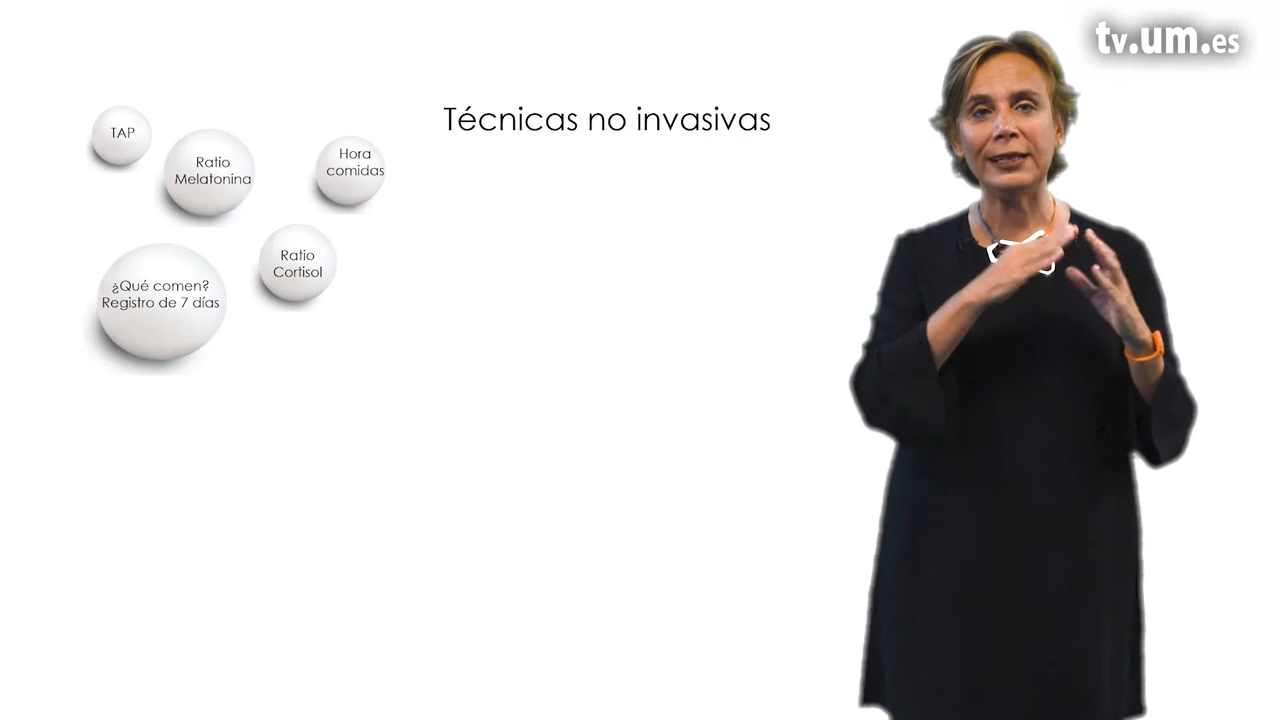 tv.um.es
Técnicas no invasivas
TAP
Ratio
Melatonina
Hora
comidas
Ratio
Cortisol
¿Qué comen?
Registro de 7 días